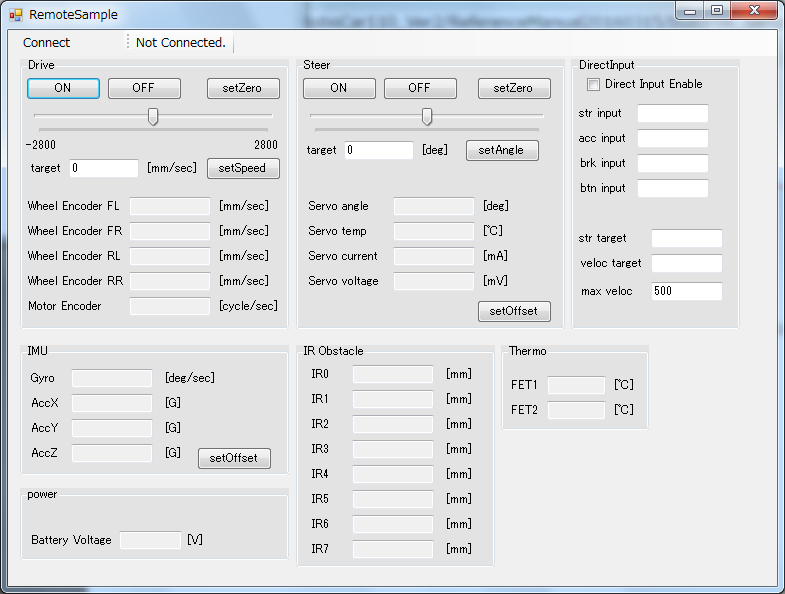 RemoteSample
Connect Not Connected.
Drive
ON OFF setZero
-2800 2800
target 0 [mm/sec] setSpeed
Wheel Encoder FL [mm/sec]
Wheel Encoder FR [mm/sec]
Wheel Encoder RL [mm/sec]
Wheel Encoder RR [mm/sec]
Motor Encoder [cycle/sec]
Steer
ON OFF setZero
target 0 [deg] setAngle
Servo angle [deg]
Servo temp [℃]
Servo current [mA]
Servo voltage [mV]
setOffset
DirectInput
Direct Input Enable
str input
acc input
brk input
btn input
str target
veloc target
max veloc 500
IMU
Gyro [deg/sec]
AccX [G]
AccY [G]
AccZ [G] setOffset
power
Battery Voltage [V]
IR Obstacle
IR0 [mm]
IR1 [mm]
IR2 [mm]
IR3 [mm]
IR4 [mm]
IR5 [mm]
IR6 [mm]
IR7 [mm]
Thermo
FET1 [℃]
FET2 [℃]